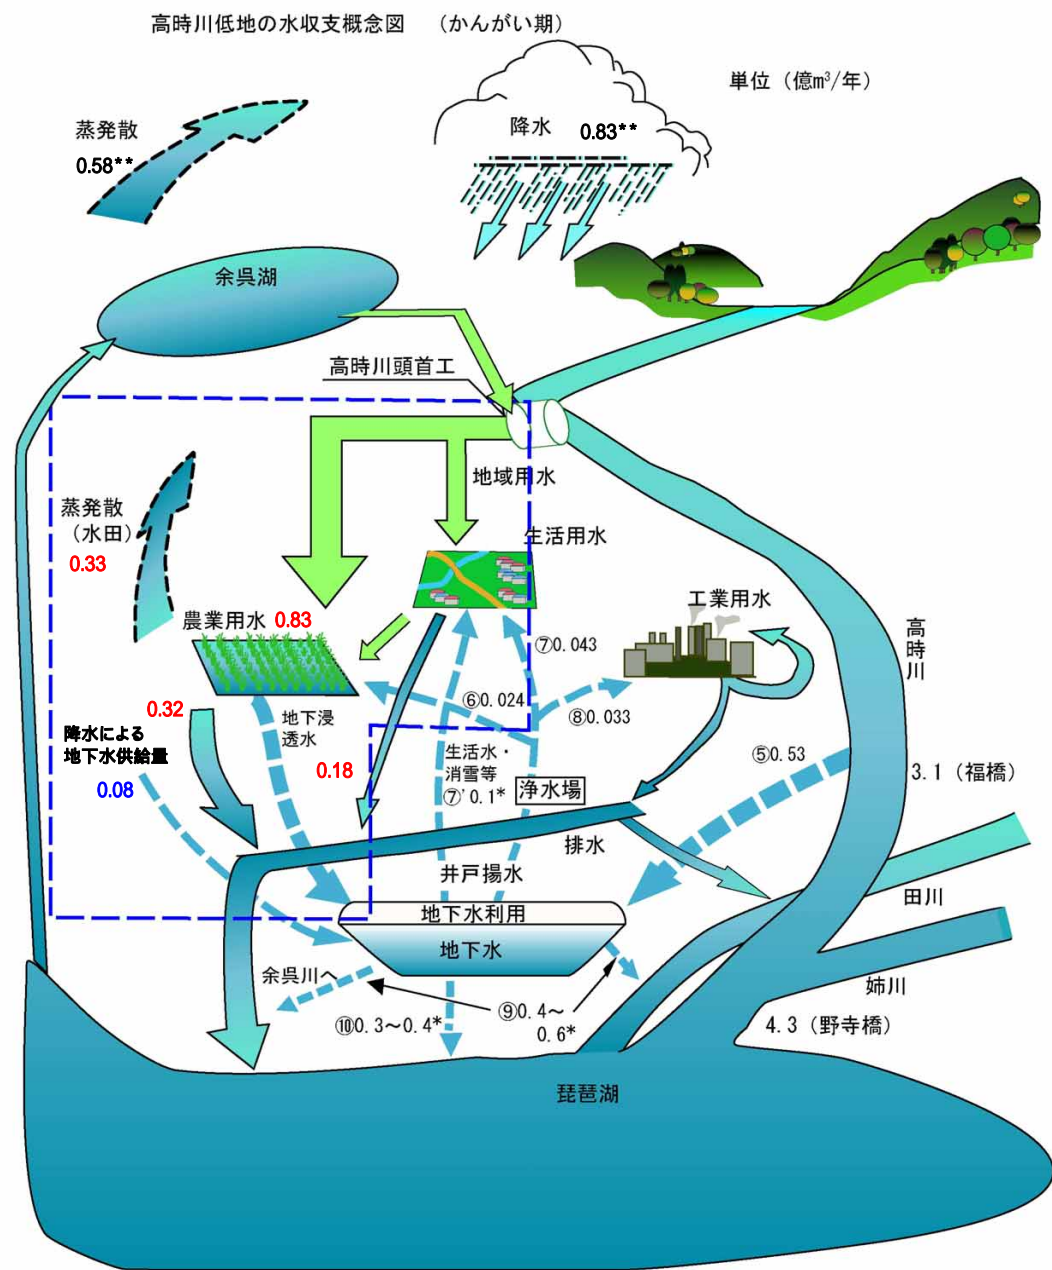 高時川低地の水収支概念図 (かんがい期)
単位(億m³/年)
蒸発散
0.58**
降水 0.83**
余呉湖
高時川頭首工
地域用水
蒸発散
(水田)
0.33
生活用水
農業用水 0.83
工業用水
高時川
⑦0.043
⑥0.024
⑧0.033
0.32
地下浸
透水
降水による
地下水供給量
0.08
0.18
生活水・
消雪等
⑦'0.1*
浄水場
⑤0.53
3.1(福橋)
排水
井戸揚水
田川
地下水利用
地下水
余呉川へ
姉川
⑩0.3~0.4*
⑨0.4~
0.6*
4.3(野寺橋)
琵琶湖